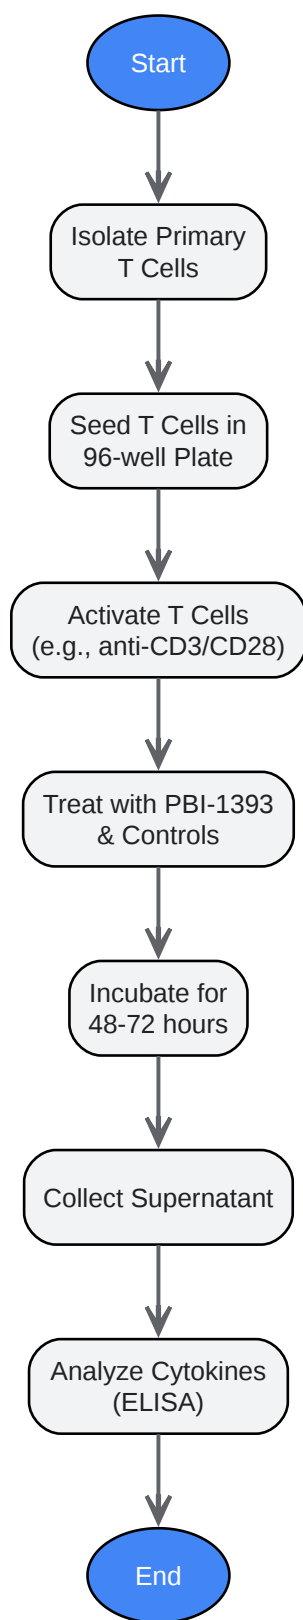 Start
Isolate Primary
T Cells
Seed T Cells in
96-well Plate
Activate T Cells
(e.g., anti-CD3/CD28)
Treat with PBI-1393
& Controls
Incubate for
48-72 hours
Collect Supernatant
Analyze Cytokines
(ELISA)
End